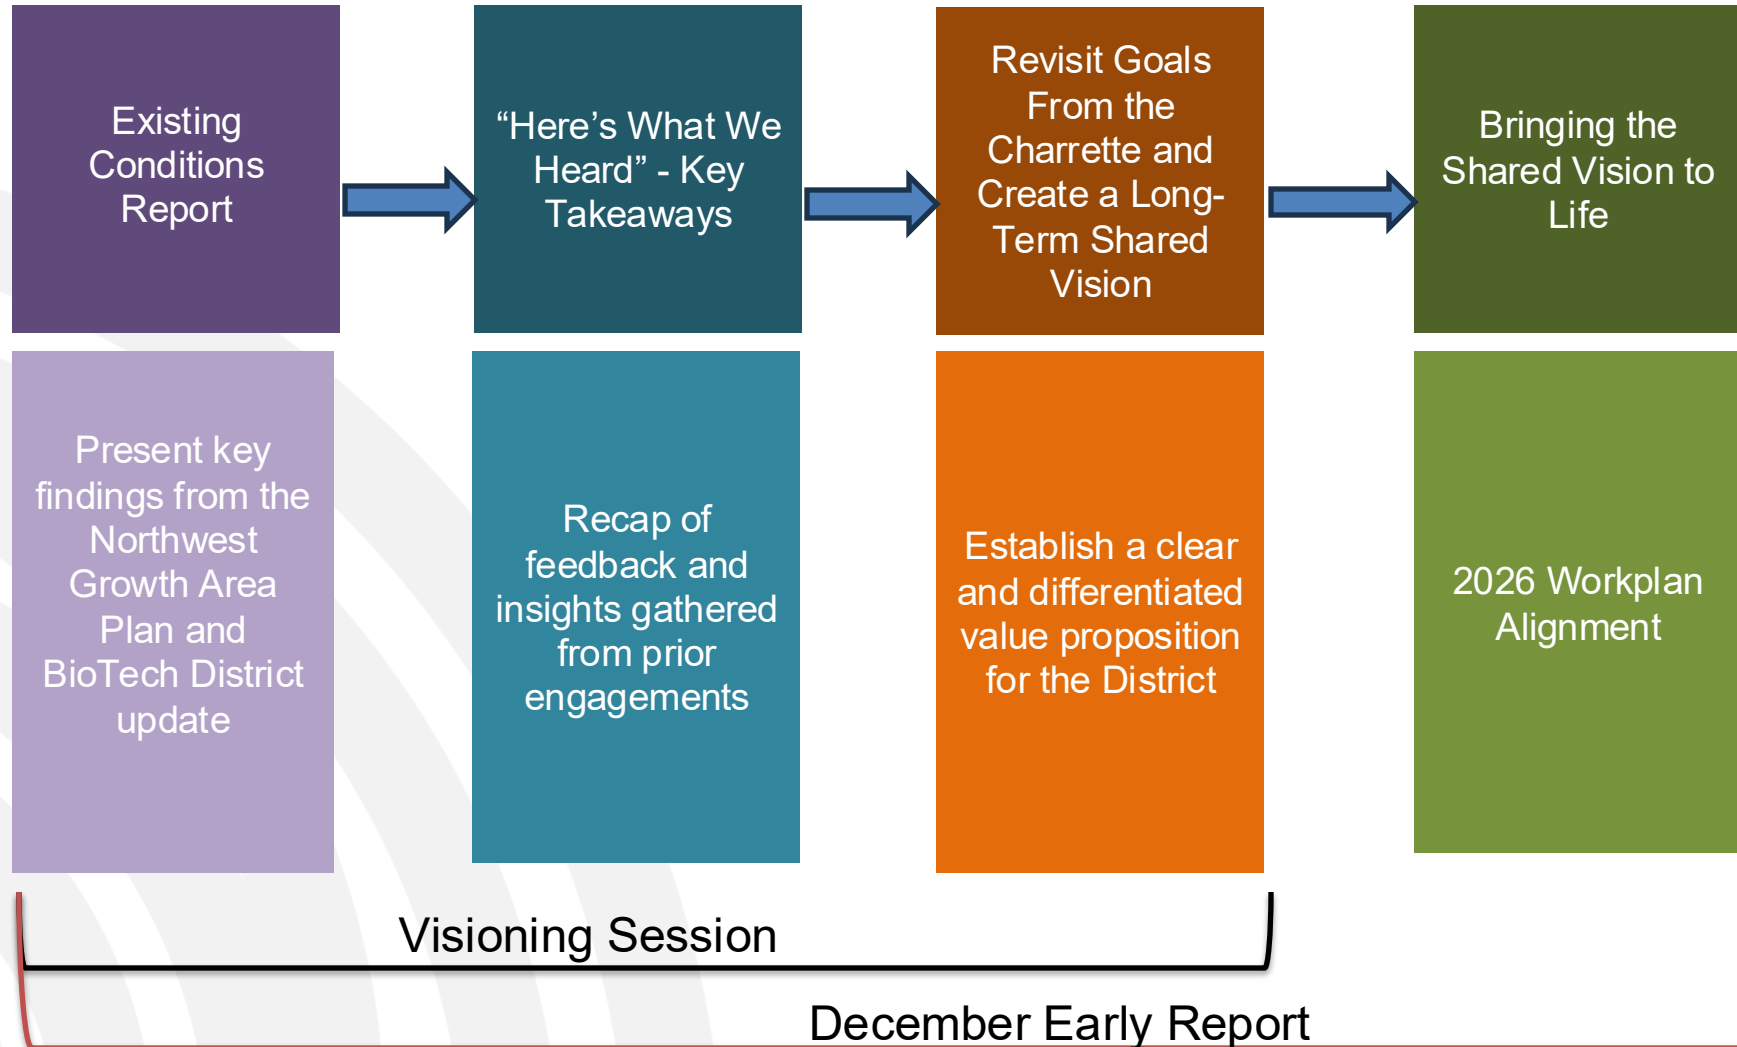 Existing
Conditions
Report
“Here’s What We
Heard” - Key
Takeaways
Revisit Goals
From the
Charrette and
Create a Long-
Term Shared
Vision
Bringing the
Shared Vision to
Life
Present key
findings from the
Northwest
Growth Area
Plan and
BioTech District
update
Recap of
feedback and
insights gathered
from prior
engagements
Establish a clear
and differentiated
value proposition
for the District
2026 Workplan
Alignment
Visioning Session
December Early Report